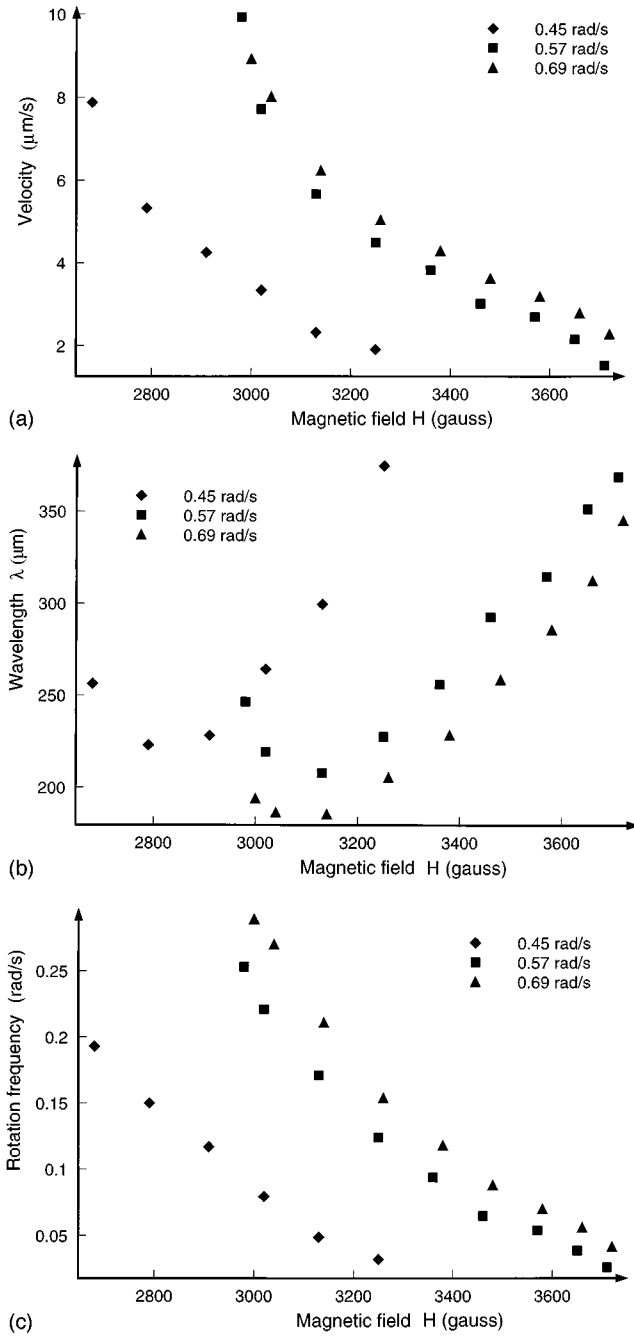 10
8
6
4
2
Velocity (μm/s)
0.45 rad/s
0.57 rad/s
0.69 rad/s
2800
3000
3200
3400
3600
Magnetic field H (gauss)
(a)
350
300
250
200
Wavelength λ (μm)
0.45 rad/s
0.57 rad/s
0.69 rad/s
2800
3000
3200
3400
3600
Magnetic field H (gauss)
(b)
0.25
0.2
0.15
0.1
0.05
Rotation frequency (rad/s)
0.45 rad/s
0.57 rad/s
0.69 rad/s
2800
3000
3200
3400
3600
Magnetic field H (gauss)
(c)